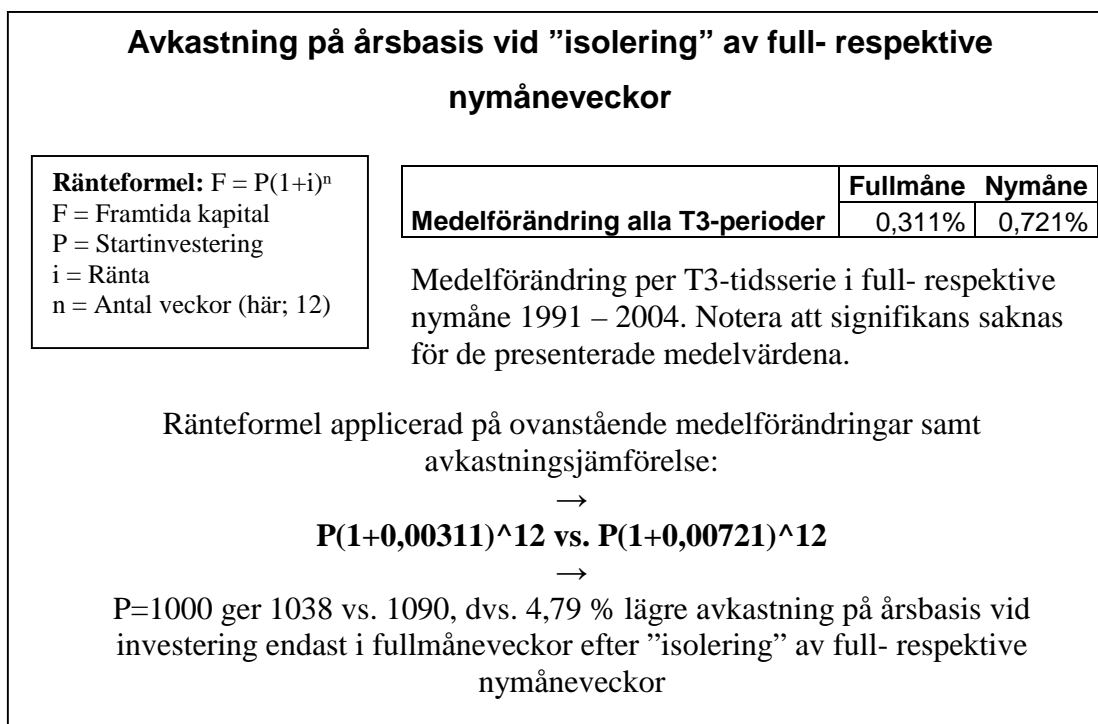 Avkastning på årsbasis vid ”isolering” av full- respektive
nymåneveckor
Ränteformel: F = P(1+i)ⁿ
F = Framtida kapital
P = Startinvestering
i = Ränta
n = Antal veckor (här; 12)
Fullmåne Nymåne
Medelförändring alla T3-perioder 0,311% 0,721%
Medelförändring per T3-tidsserie i full- respektive
nymåne 1991 – 2004. Notera att signifikans saknas
för de presenterade medelvärdena.
Ränteformel applicerad på ovanstående medelförändringar samt
avkastningsjämförelse:
→
P(1+0,00311)^12 vs. P(1+0,00721)^12
→
P=1000 ger 1038 vs. 1090, dvs. 4,79 % lägre avkastning på årsbasis vid
investering endast i fullmåneveckor efter ”isolering” av full- respektive
nymåneveckor